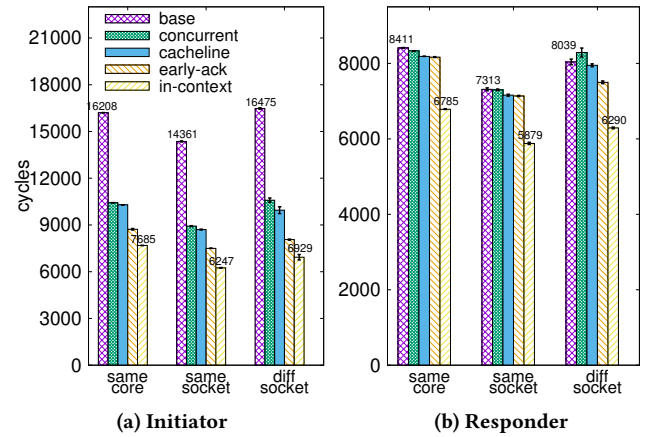 21000
18000
15000
12000
9000
6000
3000
0
cycles
base
concurrent
cacheline
early-ack
in-context
16208
7685
14361
6247
16475
6929
same
core
same
socket
diff
socket
(a) Initiator
8000
6000
4000
2000
0
8411
6785
7313
5879
8039
6290
same
core
same
socket
diff
socket
(b) Responder